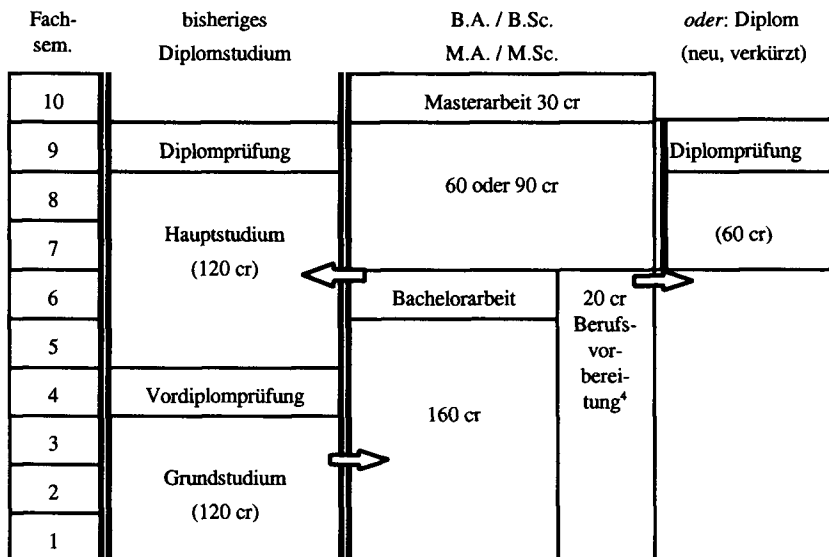 Fach-
sem.
bisheriges
Diplomstudium
B.A. / B.Sc.
M.A. / M.Sc.
oder: Diplom
(neu, verkürzt)
10
Masterarbeit 30 cr
9
Diplomprüfung
60 oder 90 cr
Diplomprüfung
8
7
Hauptstudium
(120 cr)
(60 cr)
6
Bachelorarbeit
20 cr
Berufs-
vor-
berei-
tung⁴
5
4
Vordiplomprüfung
160 cr
3
2
Grundstudium
(120 cr)
1